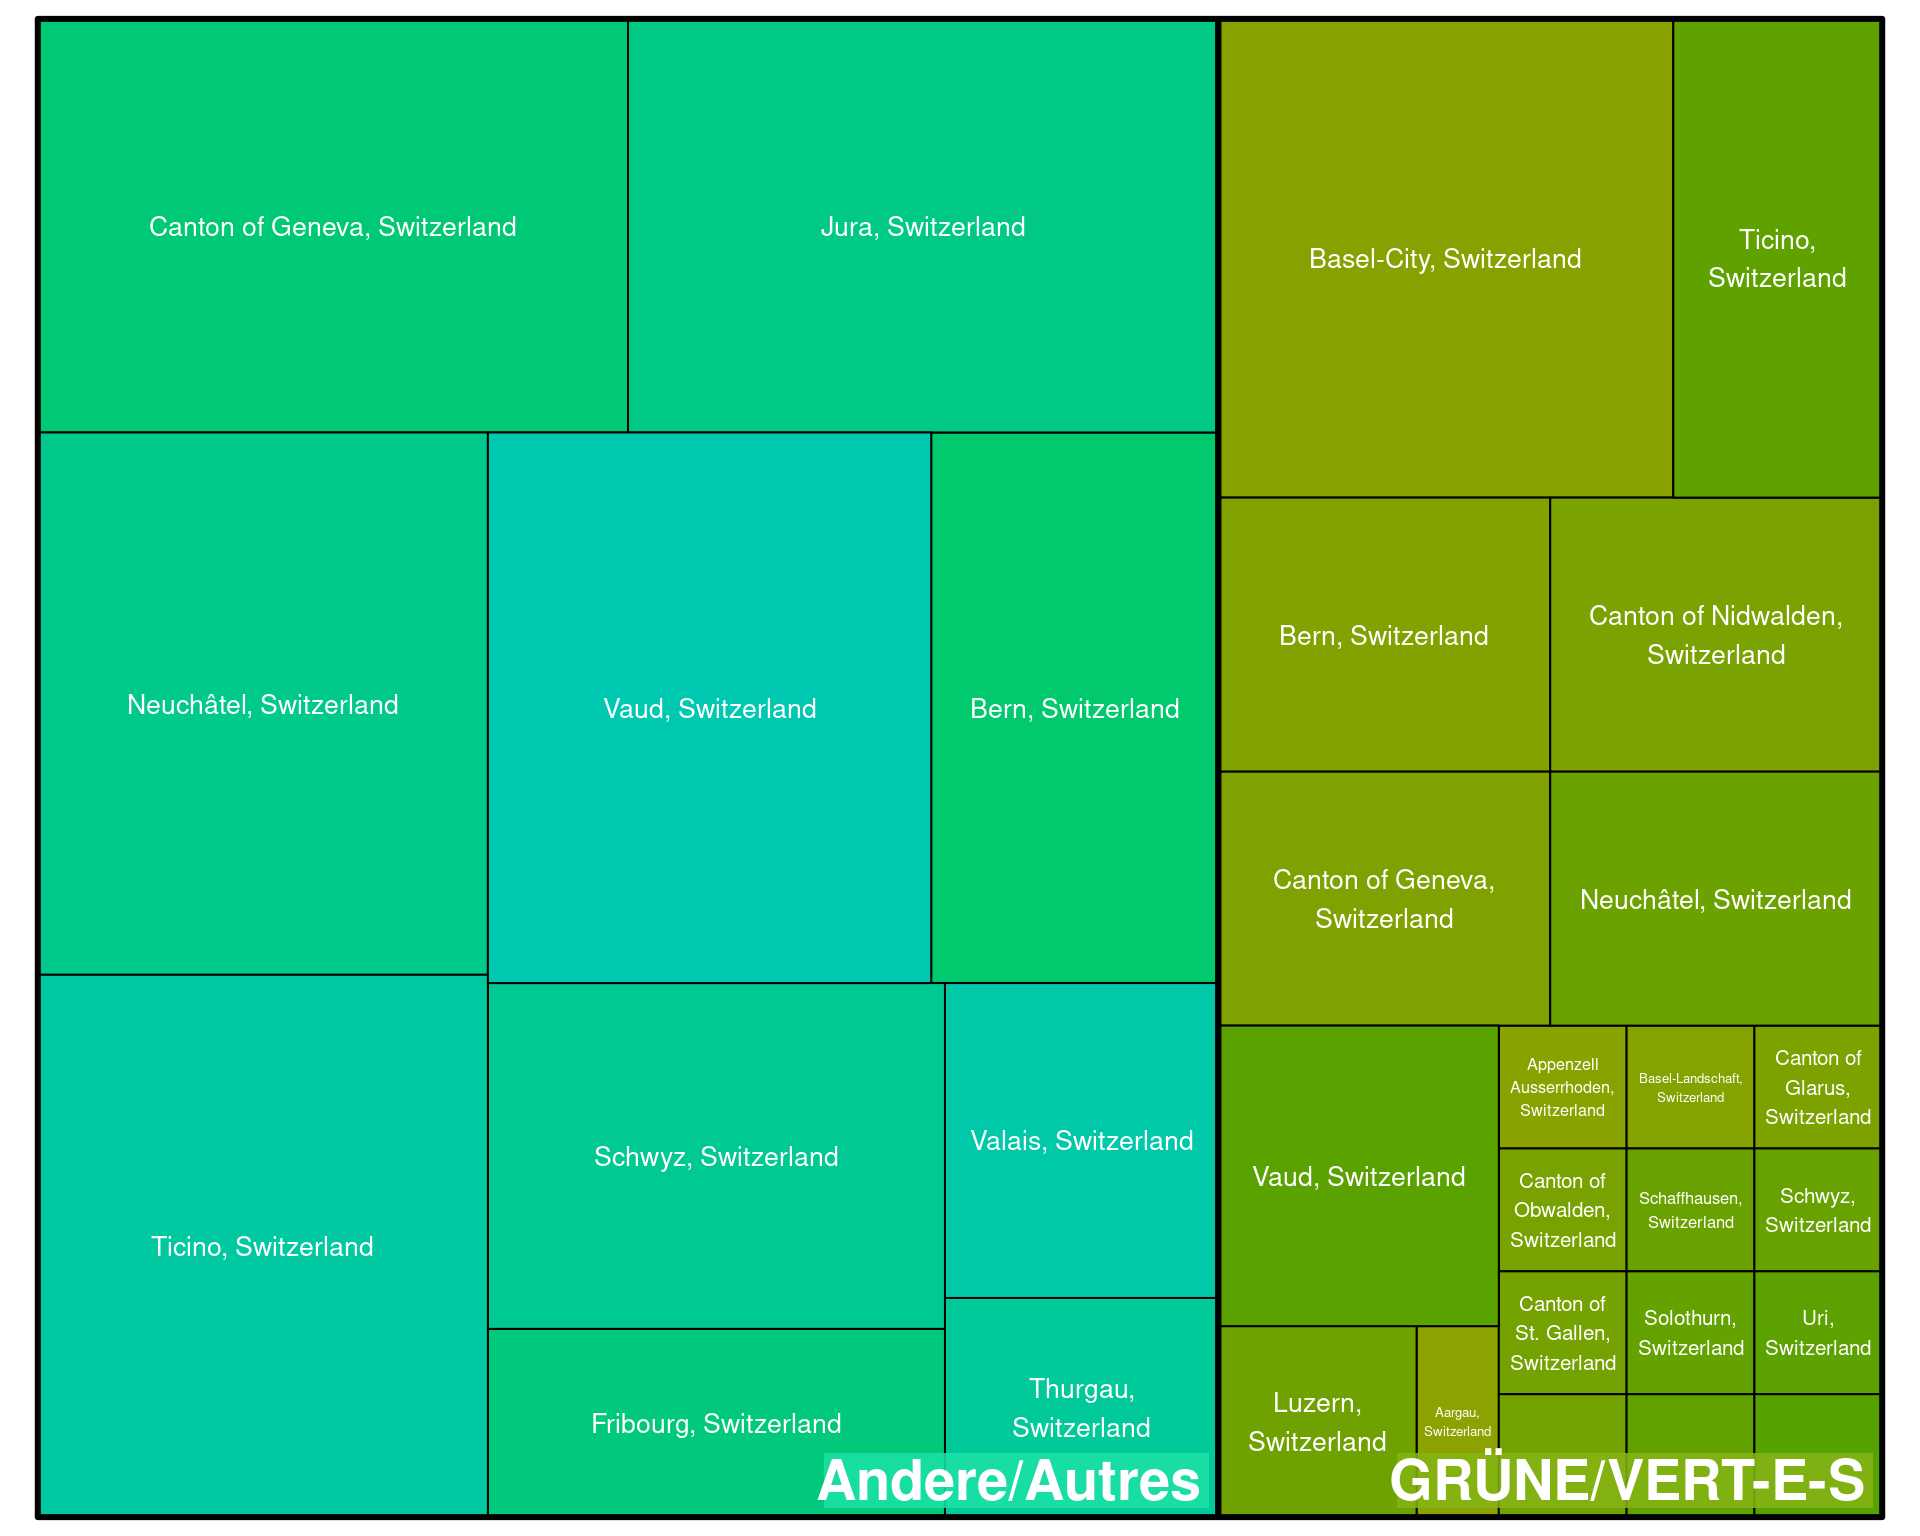 Canton of Geneva, Switzerland
Jura, Switzerland
Neuchâtel, Switzerland
Vaud, Switzerland
Bern, Switzerland
Ticino, Switzerland
Schwyz, Switzerland
Valais, Switzerland
Fribourg, Switzerland
Thurgau,
Switzerland
Andere/Autres
Basel-City, Switzerland
Ticino,
Switzerland
Bern, Switzerland
Canton of Nidwalden,
Switzerland
Canton of Geneva,
Switzerland
Neuchâtel, Switzerland
Vaud, Switzerland
Appenzell
Ausserrhoden,
Switzerland
Basel-Landschaft,
Switzerland
Canton of
Glarus,
Switzerland
Canton of
Obwalden,
Switzerland
Schaffhausen,
Switzerland
Schwyz,
Switzerland
Canton of
St. Gallen,
Switzerland
Solothurn,
Switzerland
Uri,
Switzerland
Luzern,
Switzerland
Aargau,
Switzerland
GRÜNE/VERT-E-S